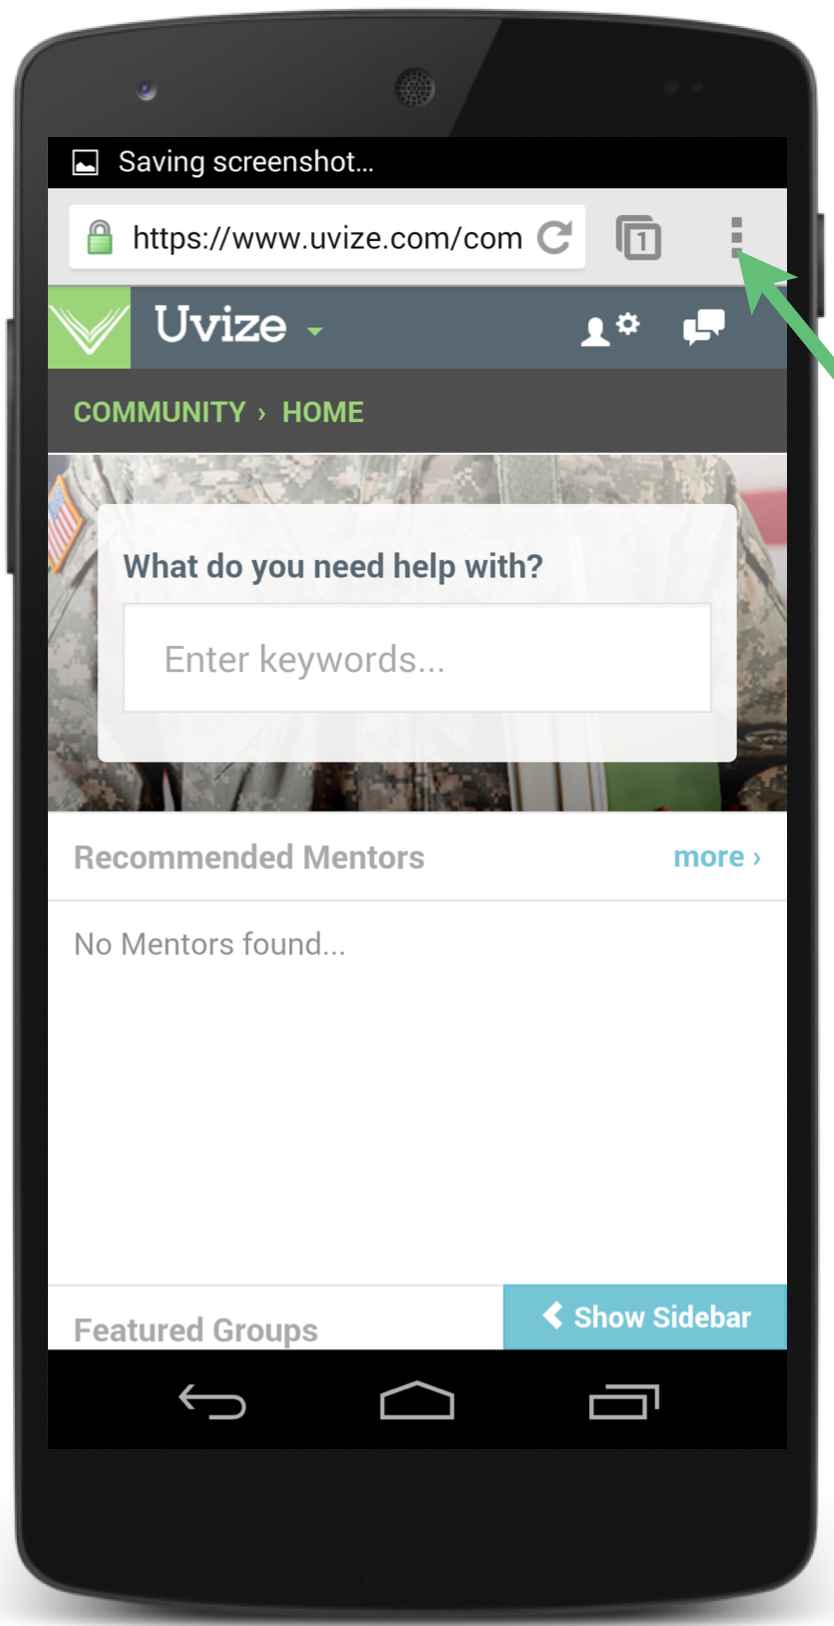 Saving screenshot...
https://www.uvize.com/com
1
Uvize
COMMUNITY › HOME
What do you need help with?
Enter keywords...
Recommended Mentors more ›
No Mentors found...
Featured Groups
Show Sidebar